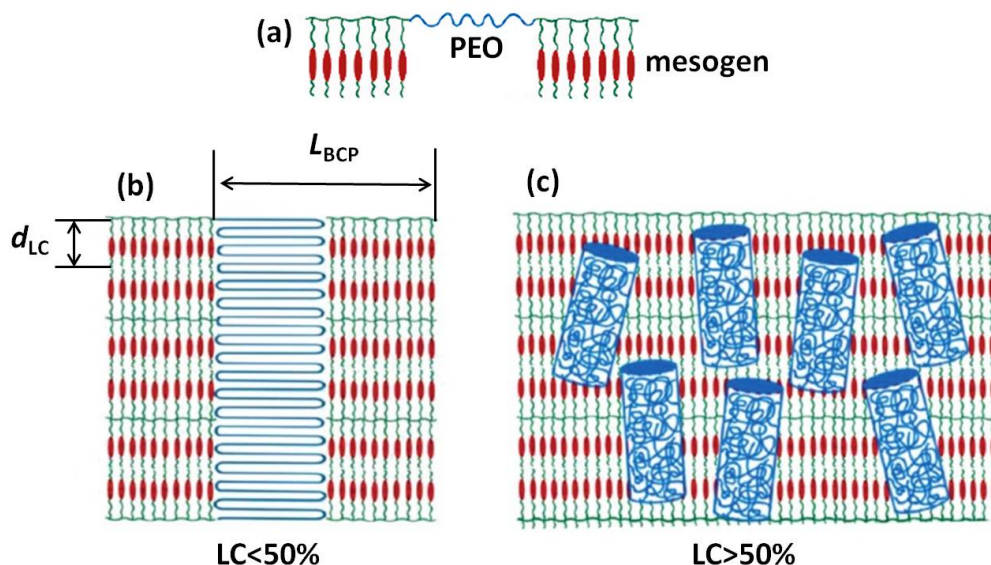 (a)
PEO
mesogen
L_BCP
(b)
(c)
d_LC
LC<50%
LC>50%